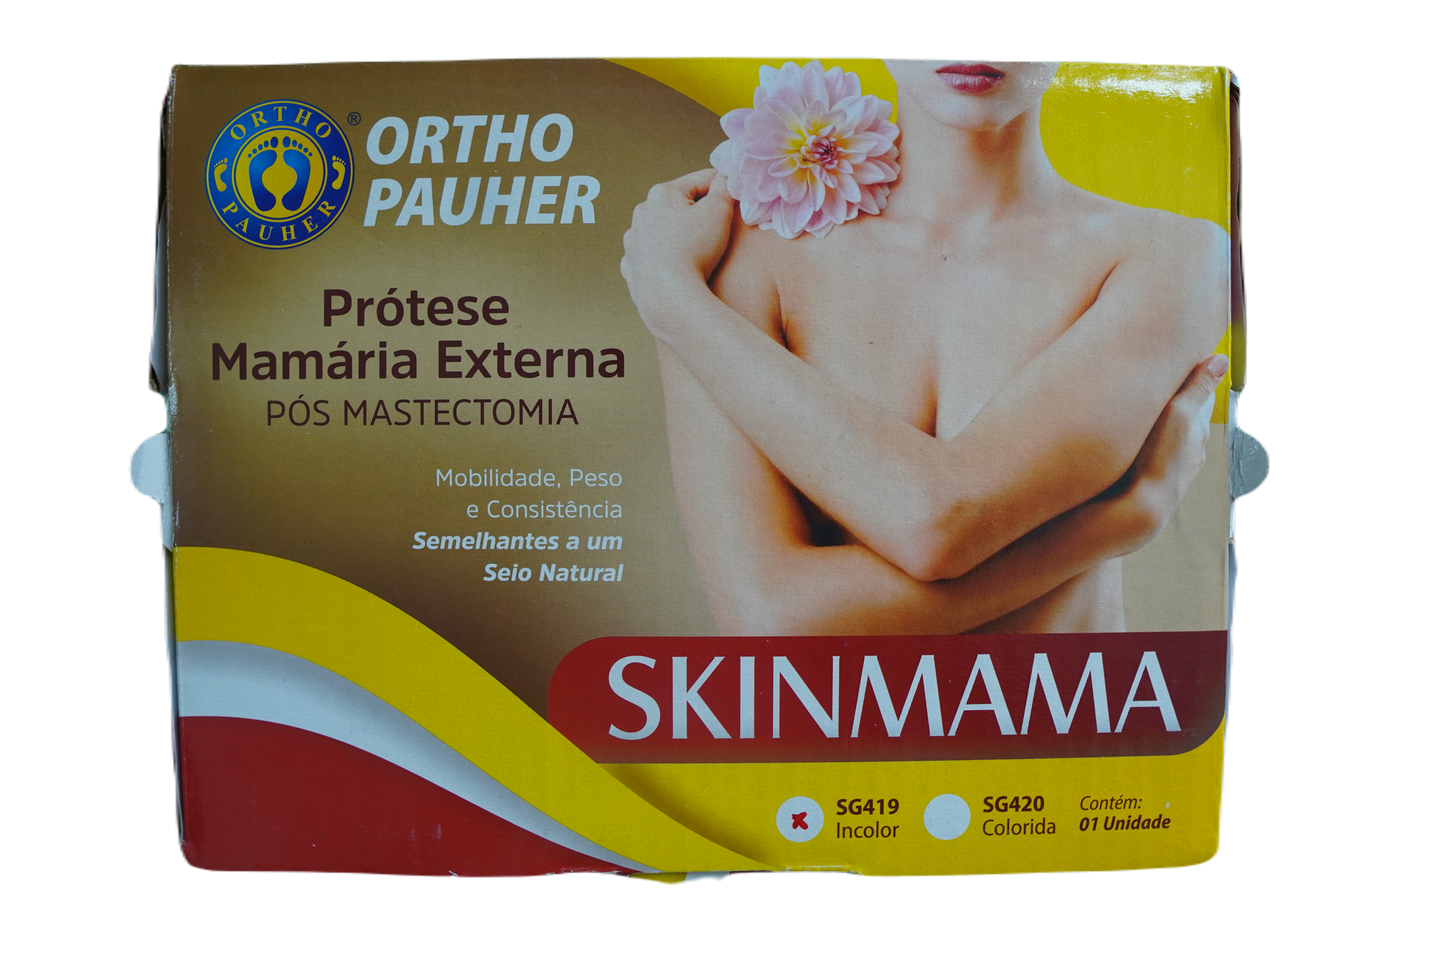 ORTHO
PAUHER
®
ORTHO
PAUHER
Prótese
Mamária Externa
PÓS MASTECTOMIA
Mobilidade, Peso
e Consistência
Semelhantes a um
Seio Natural
SKINMAMA
SG419
Incolor
SG420
Colorida
Contém:
01 Unidade